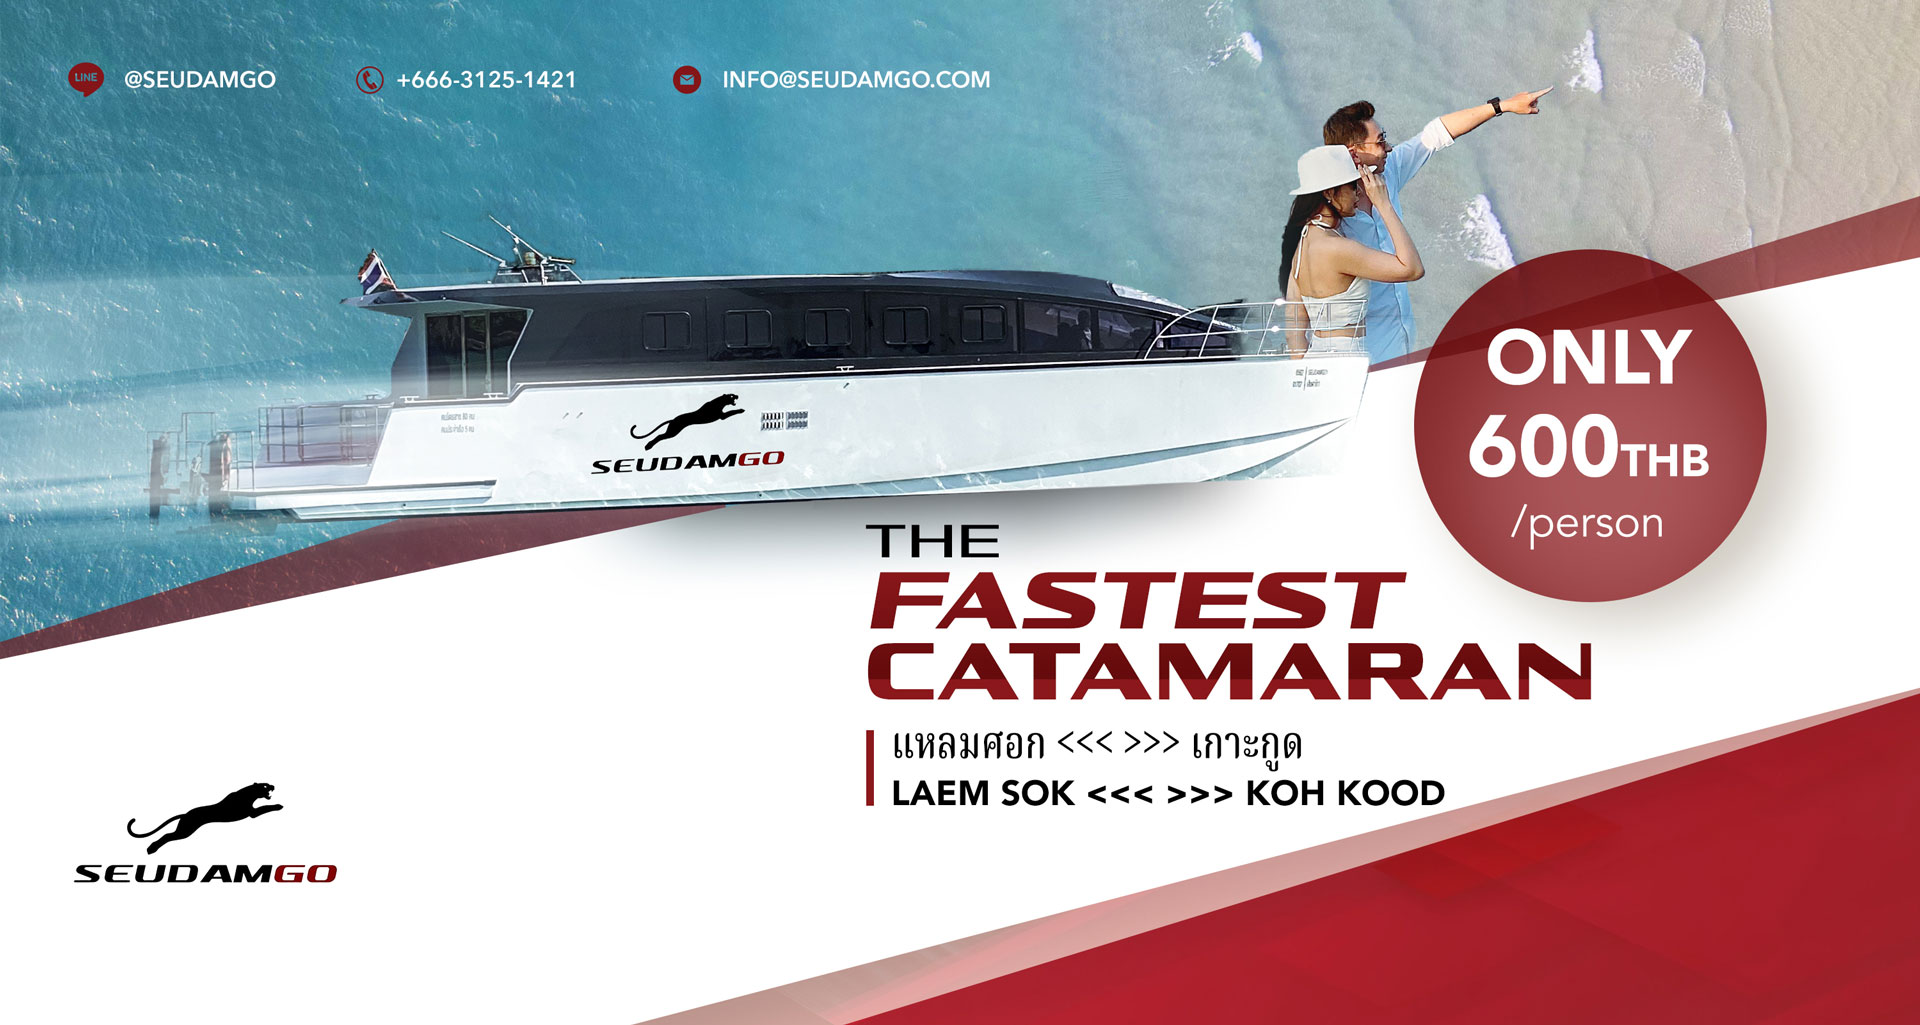 LINE
@SEUDAMGO
+666-3125-1421
INFO@SEUDAMGO.COM
ONLY
600THB
/person
SEUDAMGO
THE
FASTEST
CATAMARAN
แหลมศอก <<< >>> เกาะกูด
LAEM SOK <<< >>> KOH KOOD
SEUDAMGO